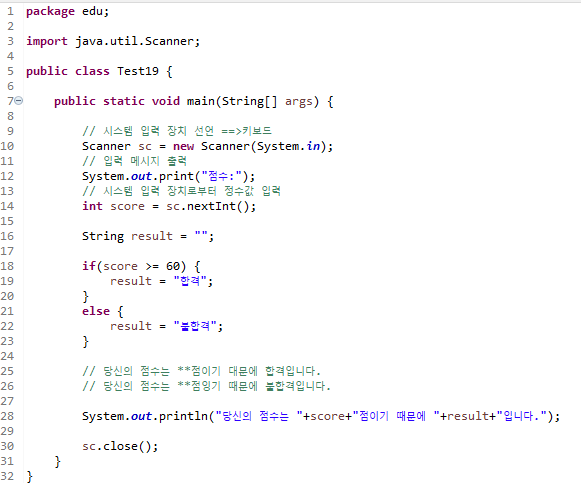 1 package edu;
2
3 import java.util.Scanner;
4
5 public class Test19 {
6
7 public static void main(String[] args) {
8
9 // 시스템 입력 장치 선언 ==>키보드
10 Scanner sc = new Scanner(System.in);
11 // 입력 메시지 출력
12 System.out.print("점수:");
13 // 시스템 입력 장치로부터 정수값 입력
14 int score = sc.nextInt();
15
16 String result = "";
17
18 if(score >= 60) {
19 result = "합격";
20 }
21 else {
22 result = "불합격";
23 }
24
25 // 당신의 점수는 **점이기 대문에 합격입니다.
26 // 당신의 점수는 **점잉기 때문에 불합격입니다.
27
28 System.out.println("당신의 점수는 "+score+"점이기 때문에 "+result+"입니다.");
29
30 sc.close();
31 }
32 }